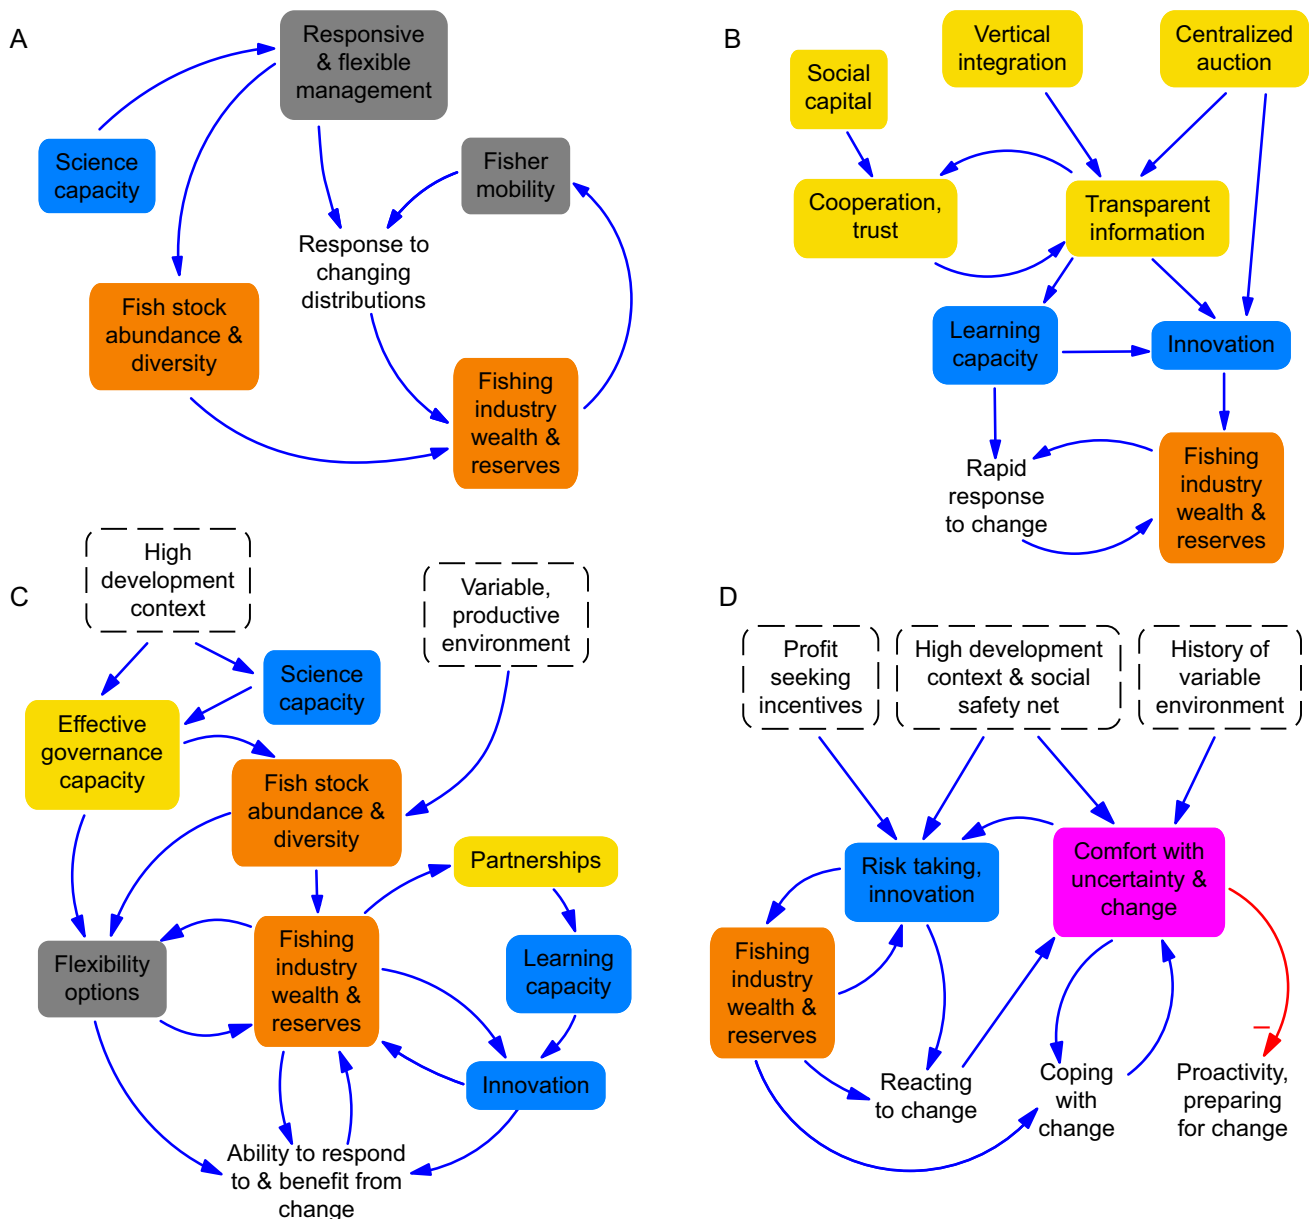 A
Responsive
& flexible
management
Science
capacity
Fisher
mobility
Response to
changing
distributions
Fish stock
abundance &
diversity
Fishing
industry
wealth &
reserves
B
Vertical
integration
Centralized
auction
Social
capital
Cooperation,
trust
Transparent
information
Learning
capacity
Innovation
Rapid
response
to change
Fishing
industry
wealth &
reserves
C
High
development
context
Variable,
productive
environment
Science
capacity
Effective
governance
capacity
Fish stock
abundance &
diversity
Partnerships
Flexibility
options
Fishing
industry
wealth &
reserves
Learning
capacity
Innovation
Ability to respond
to & benefit from
change
D
Profit
seeking
incentives
High development
context & social
safety net
History of
variable
environment
Risk taking,
innovation
Comfort with
uncertainty &
change
Fishing
industry
wealth &
reserves
Reacting
to change
Coping
with
change
–
Proactivity,
preparing
for change